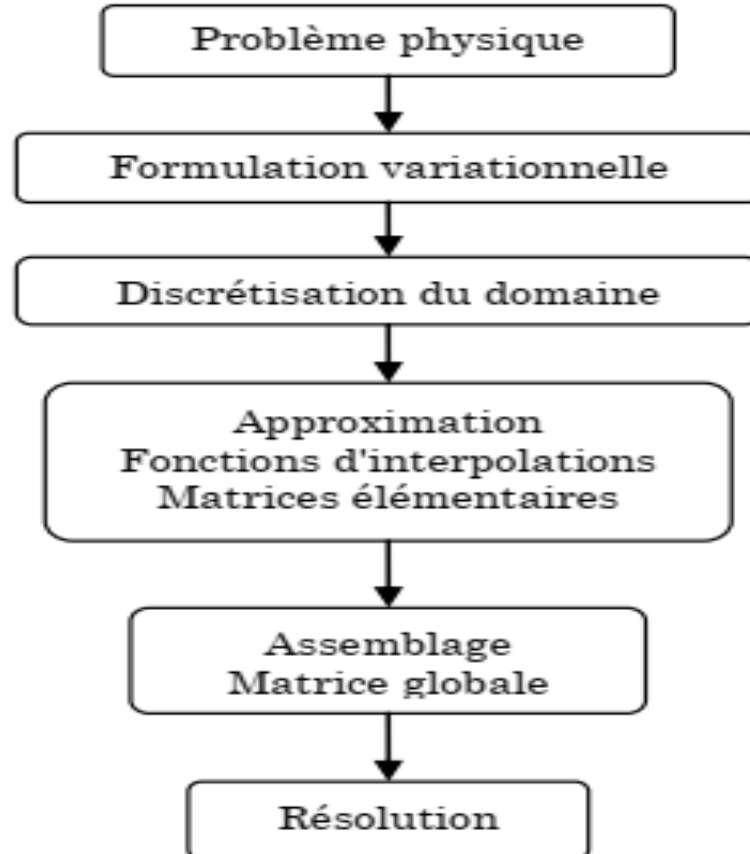 Problème physique
Formulation variationnelle
Discrétisation du domaine
Approximation
Fonctions d'interpolations
Matrices élémentaires
Assemblage
Matrice globale
Résolution